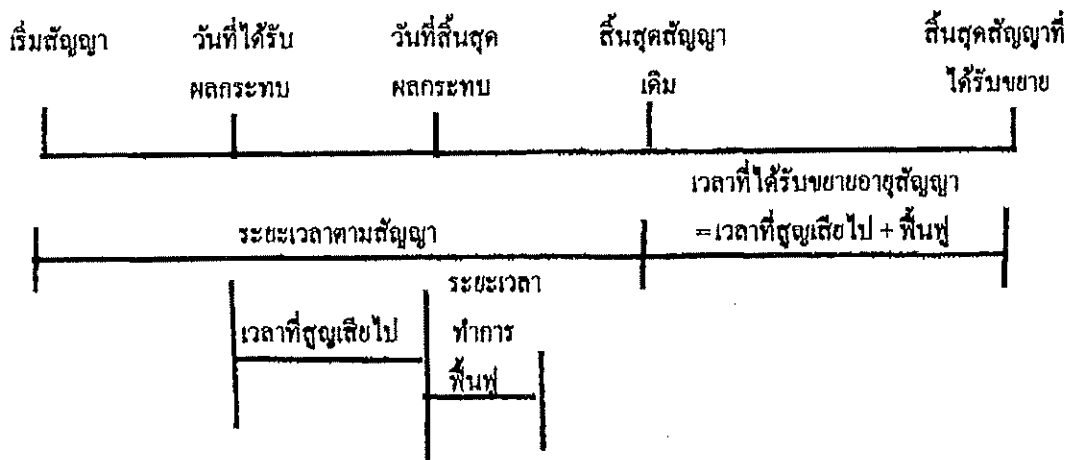 เริ่มสัญญา
วันที่ได้รับ
ผลกระทบ
วันที่สิ้นสุด
ผลกระทบ
สิ้นสุดสัญญา
เดิม
สิ้นสุดสัญญาที่
ได้รับขยาย
เวลาที่ได้รับขยายอายุสัญญา
=เวลาที่สูญเสียไป + ฟื้นฟู
ระยะเวลาตามสัญญา
เวลาที่สูญเสียไป
ระยะเวลา
ทำการ
ฟื้นฟู